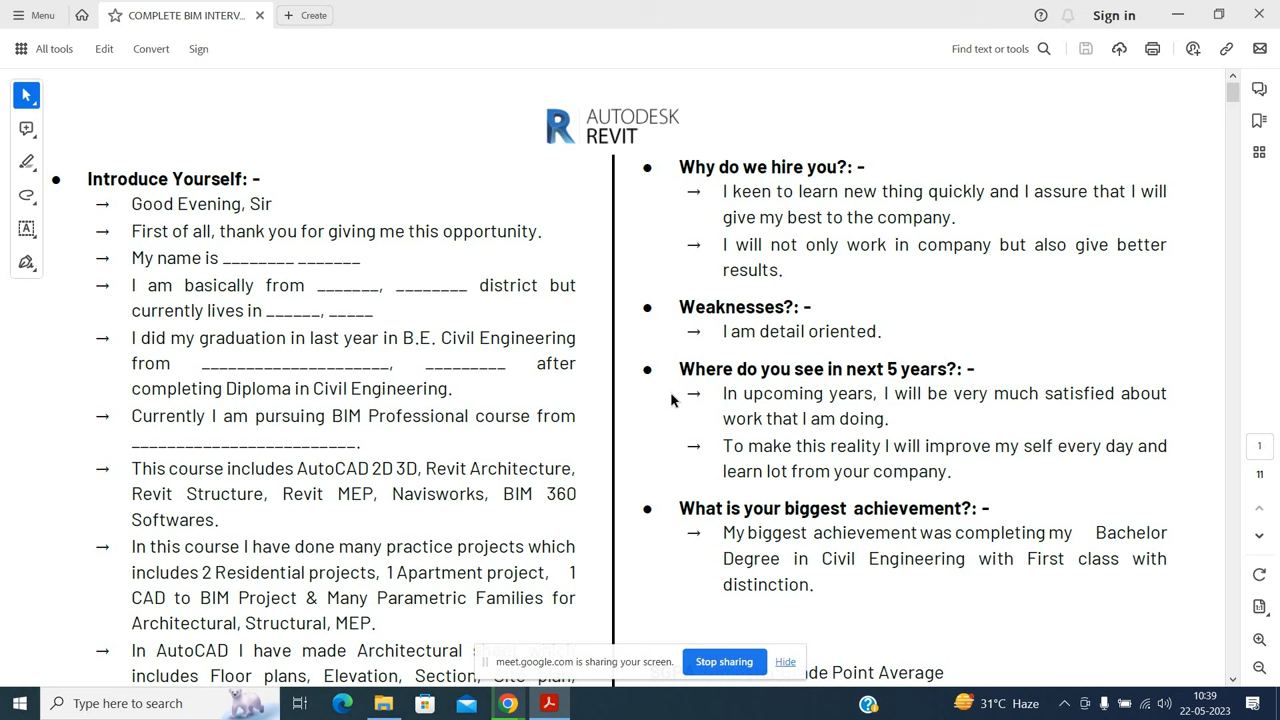 Menu
COMPLETE BIM INTERV...
Create
Sign in
All tools
Edit
Convert
Sign
Find text or tools
AUTODESK
REVIT
• Introduce Yourself: -
→ Good Evening, Sir
→ First of all, thank you for giving me this opportunity.
→ My name is ________ _______
→ I am basically from _______, ________ district but
currently lives in ______, _____
→ I did my graduation in last year in B.E. Civil Engineering
from _____________________, _________ after
completing Diploma in Civil Engineering.
→ Currently I am pursuing BIM Professional course from
_________________________.
→ This course includes AutoCAD 2D 3D, Revit Architecture,
Revit Structure, Revit MEP, Navisworks, BIM 360
Softwares.
→ In this course I have done many practice projects which
includes 2 Residential projects, 1 Apartment project, 1
CAD to BIM Project & Many Parametric Families for
Architectural, Structural, MEP.
→ In AutoCAD I have made Architectural sheet which
includes Floor plans, Elevation, Section, Site plan,
• Why do we hire you?: -
→ I keen to learn new thing quickly and I assure that I will
give my best to the company.
→ I will not only work in company but also give better
results.
• Weaknesses?: -
→ I am detail oriented.
• Where do you see in next 5 years?: -
→ In upcoming years, I will be very much satisfied about
work that I am doing.
→ To make this reality I will improve my self every day and
learn lot from your company.
• What is your biggest achievement?: -
→ My biggest achievement was completing my Bachelor
Degree in Civil Engineering with First class with
distinction.
Point Average
1
11
1:1
meet.google.com is sharing your screen.
Stop sharing
Hide
Type here to search
31°C Haze
10:39
22-05-2023